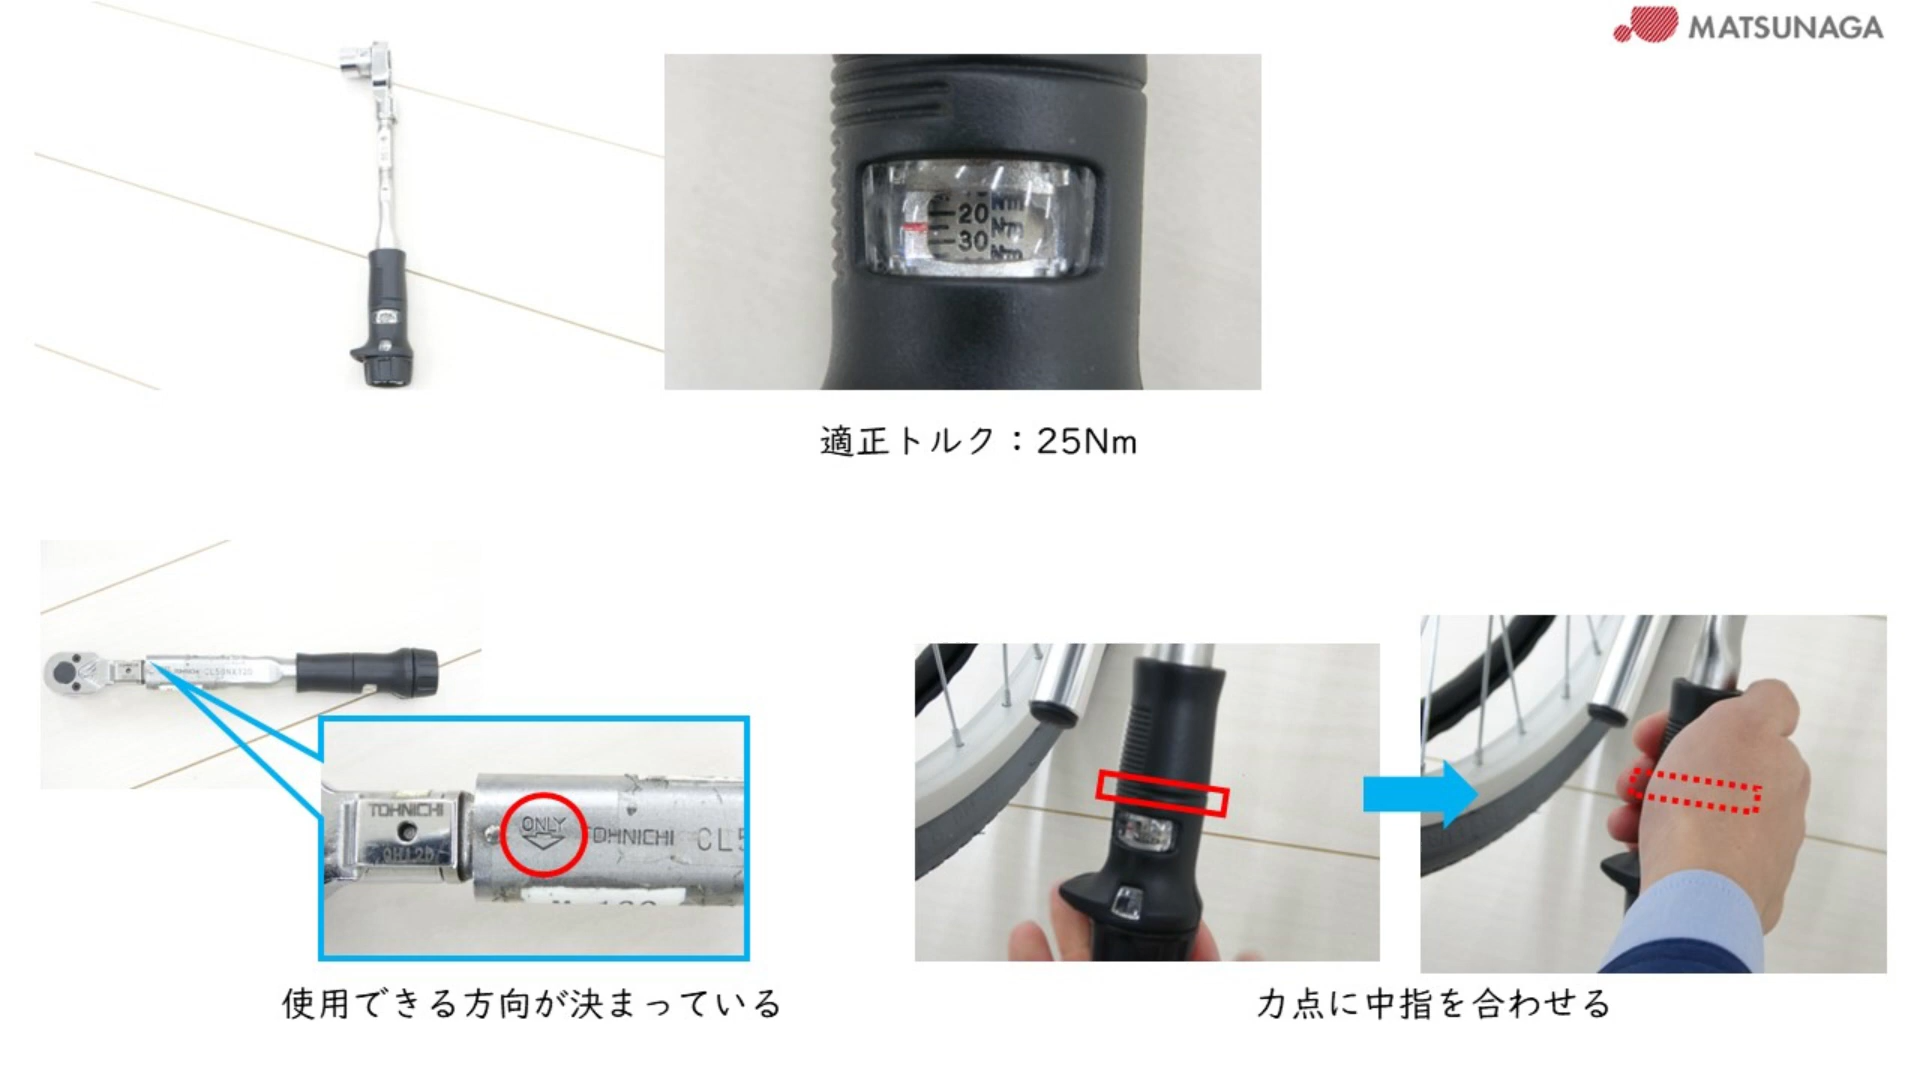 MATSUNAGA
20 Nm
30 Nm
Nm
適正トルク：25Nm
TOHNICHI
ONLY
TOHNICHI
使用できる方向が決まっている
力点に中指を合わせる